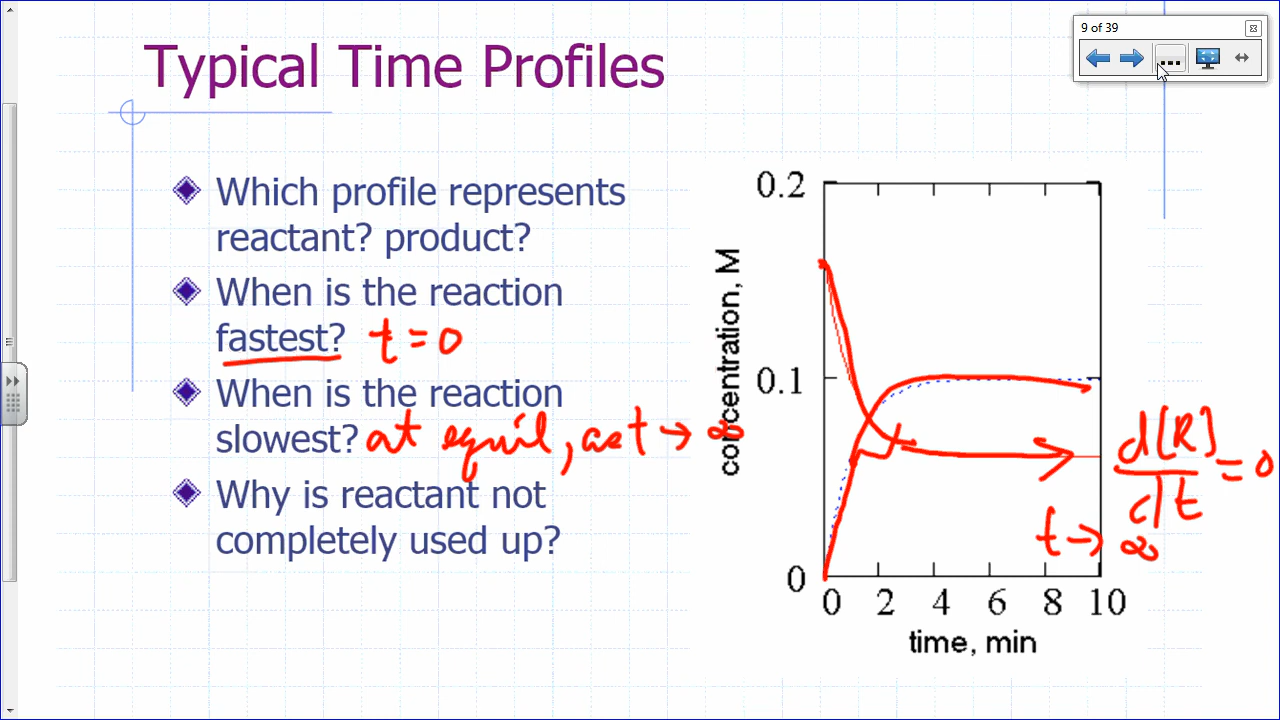 9 of 39
Typical Time Profiles
Which profile represents
reactant? product?
When is the reaction
fastest? t = 0
When is the reaction
slowest? at equil, as t → ∞
Why is reactant not
completely used up?
concentration, M
0.2
0.1
0
0 2 4 6 8 10
time, min
d[R]
dt
= 0
t → ∞